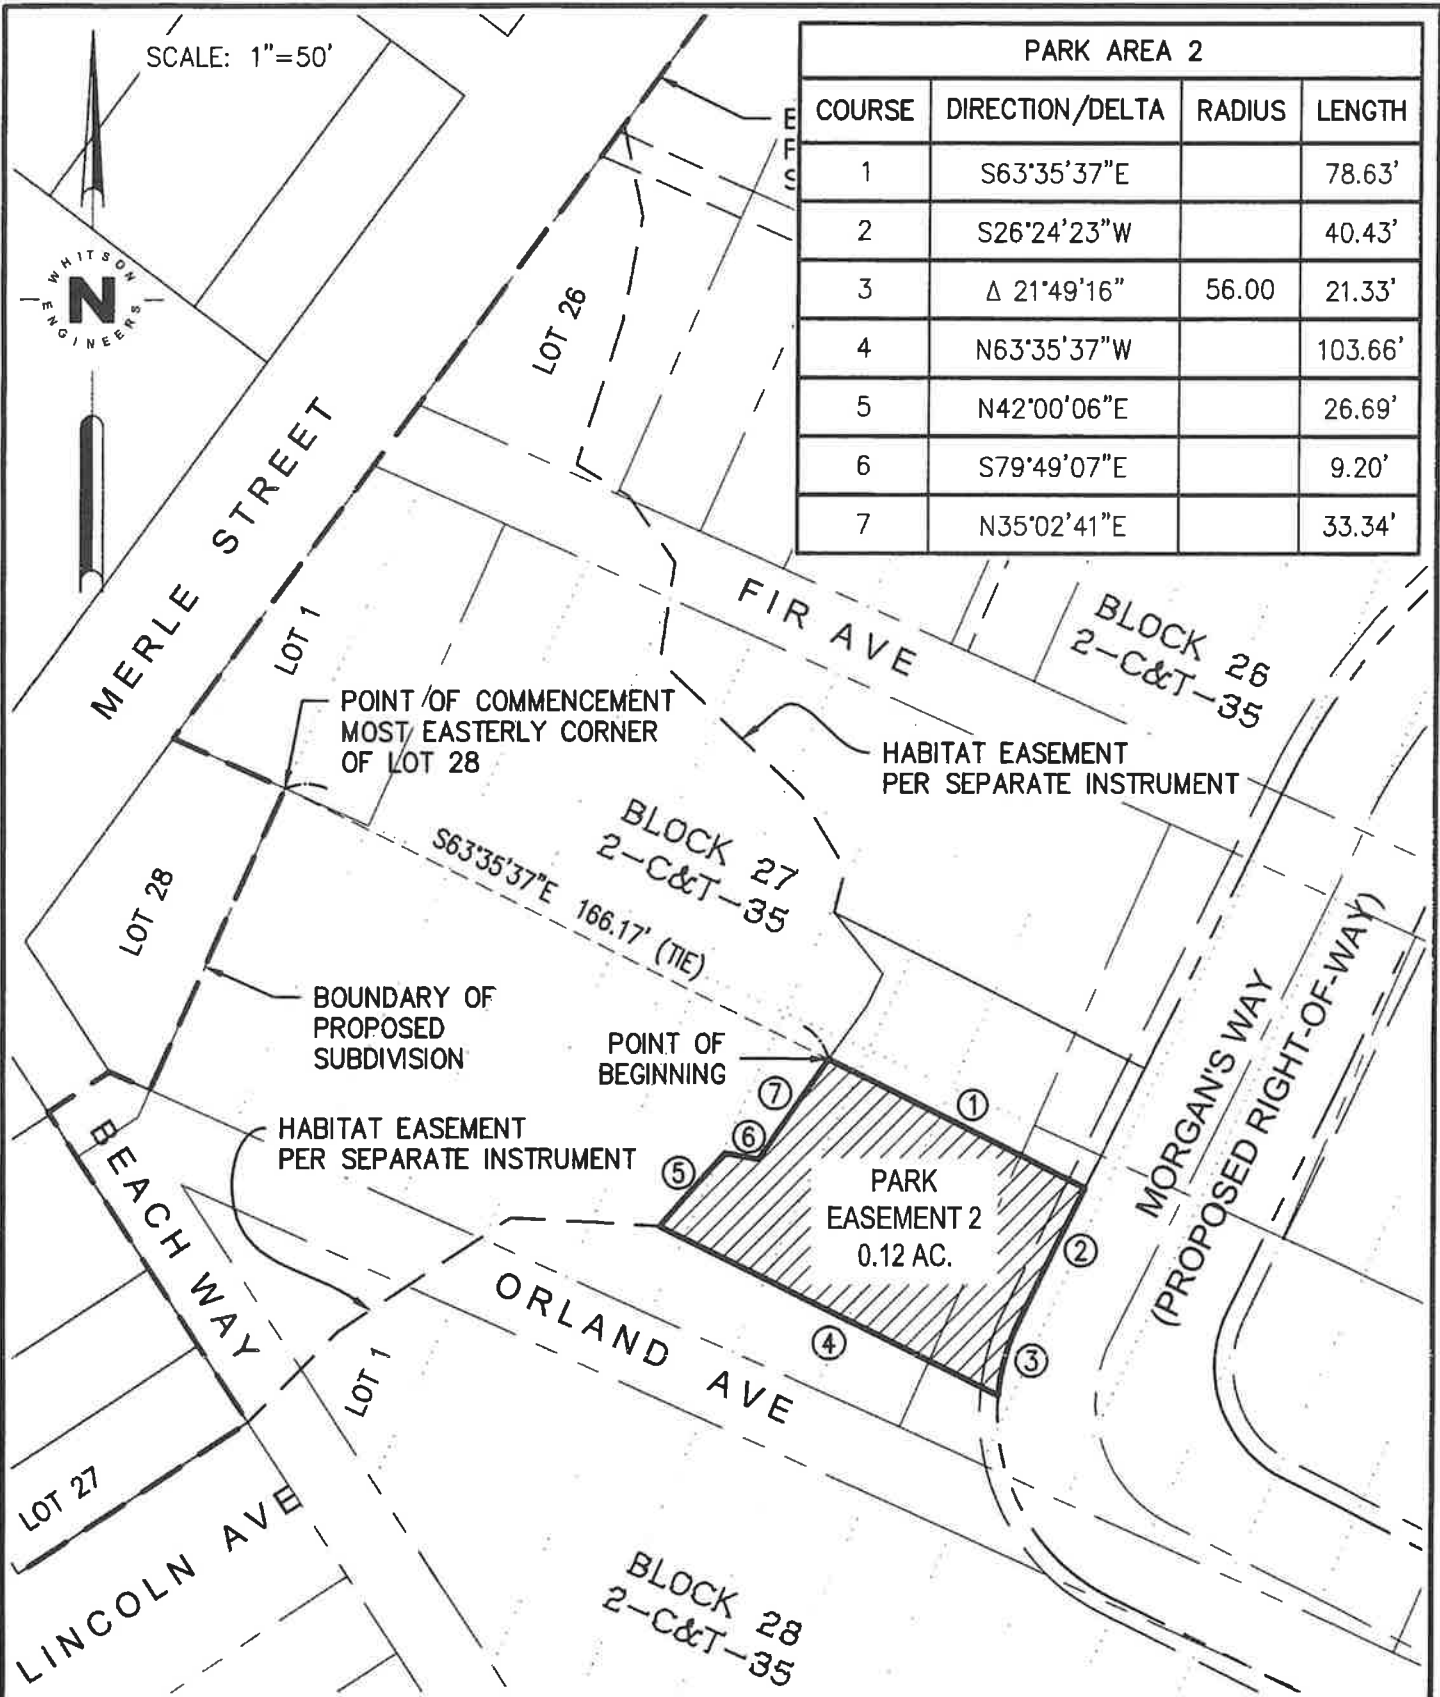 SCALE: 1"=50'
WHITSON
N
ENGINEERS
PARK AREA 2
COURSE DIRECTION/DELTA RADIUS LENGTH
1 S63°35'37"E 78.63'
2 S26°24'23"W 40.43'
3 Δ 21°49'16" 56.00 21.33'
4 N63°35'37"W 103.66'
5 N42°00'06"E 26.69'
6 S79°49'07"E 9.20'
7 N35°02'41"E 33.34'
LOT 26
MERLE STREET
LOT 1
FIR AVE
BLOCK 26
2-C&T-35
POINT OF COMMENCEMENT
MOST EASTERLY CORNER
OF LOT 28
HABITAT EASEMENT
PER SEPARATE INSTRUMENT
BLOCK 27
2-C&T-35
S63°35'37"E 166.17' (TIE)
LOT 28
BOUNDARY OF
PROPOSED
SUBDIVISION
POINT OF
BEGINNING
MORGAN'S WAY
(PROPOSED RIGHT-OF-WAY)
HABITAT EASEMENT
PER SEPARATE INSTRUMENT
7
1
6
5
PARK
EASEMENT 2
0.12 AC.
2
4
3
BEACH WAY
ORLAND AVE
LOT 1
LOT 27
LINCOLN AVE
BLOCK 28
2-C&T-35